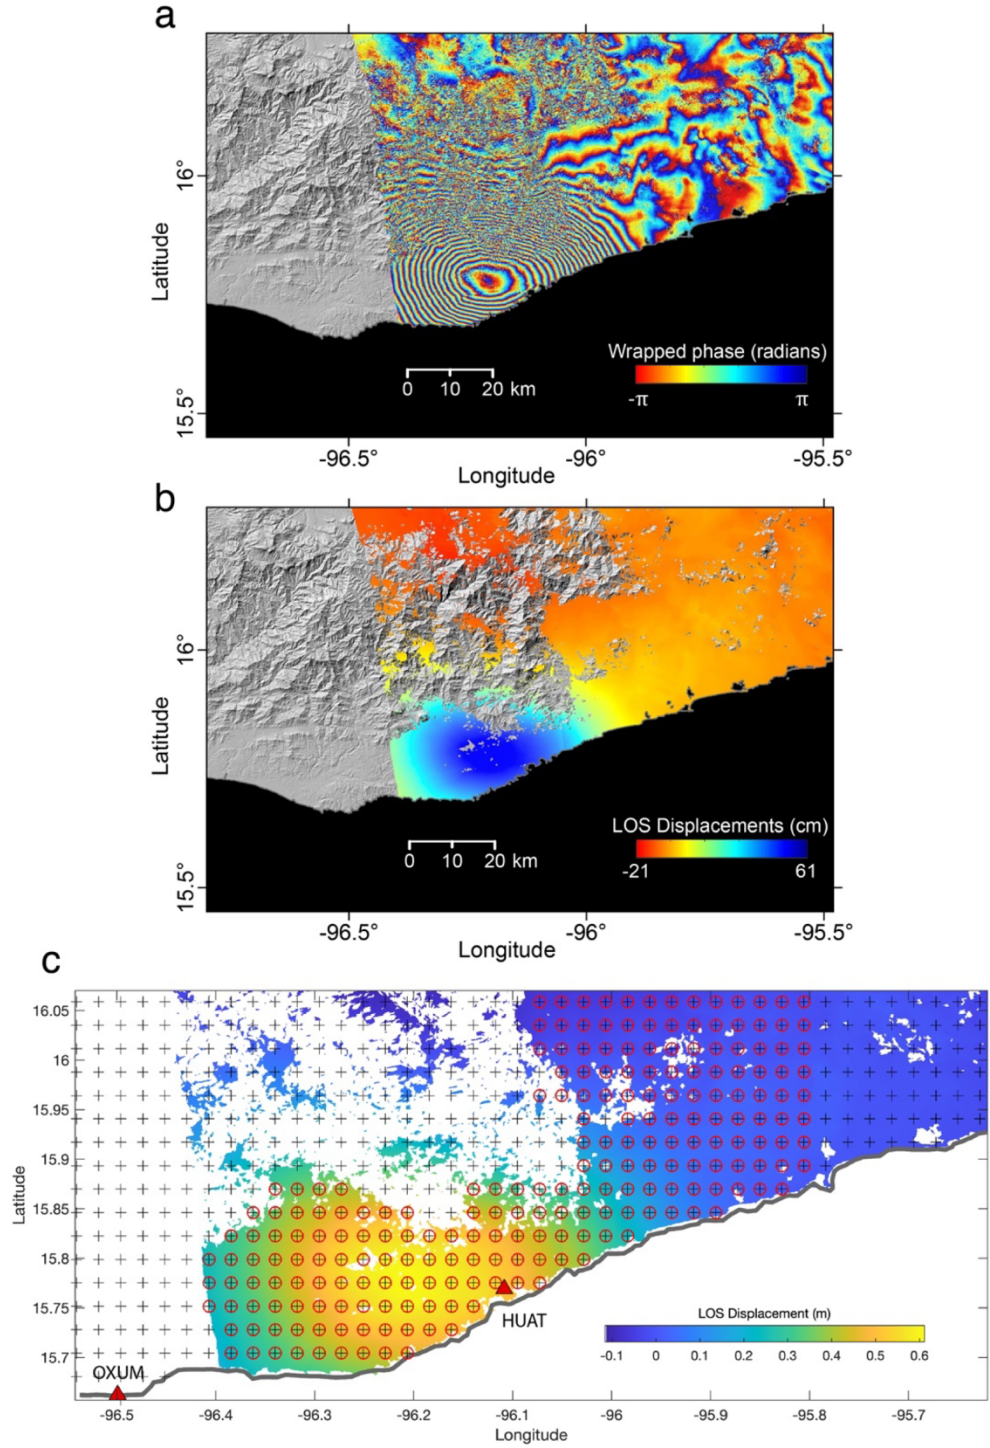 a
16°
Latitude
15.5°
Wrapped phase (radians)
-π π
0 10 20 km
-96.5° -96° -95.5°
Longitude
b
16°
Latitude
15.5°
LOS Displacements (cm)
-21 61
0 10 20 km
-96.5° -96° -95.5°
Longitude
c
16.05
16
15.95
15.9
15.85
15.8
15.75
15.7
Latitude
HUAT
OXUM
LOS Displacement (m)
-0.1 0 0.1 0.2 0.3 0.4 0.5 0.6
-96.5 -96.4 -96.3 -96.2 -96.1 -96 -95.9 -95.8 -95.7
Longitude